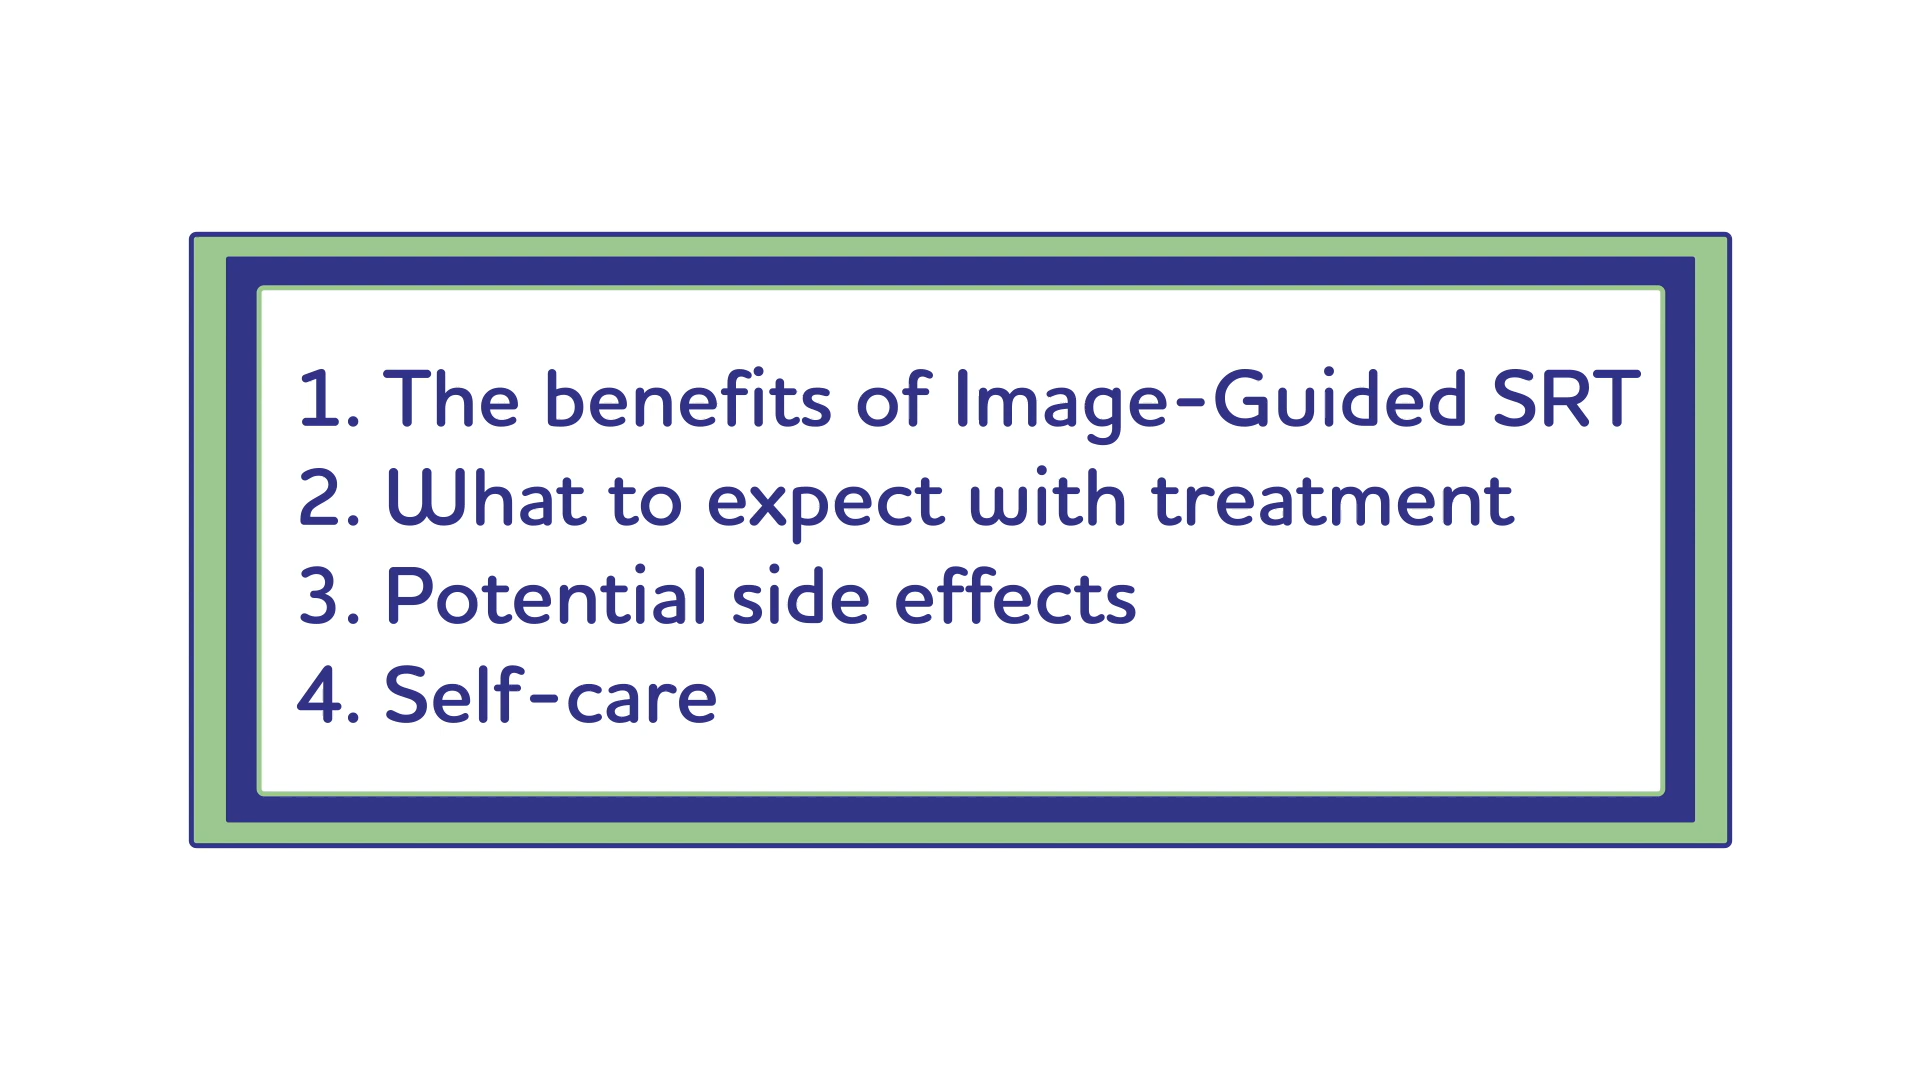 1. The benefits of Image-Guided SRT
2. What to expect with treatment
3. Potential side effects
4. Self-care